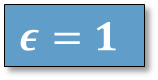 ϵ = 1